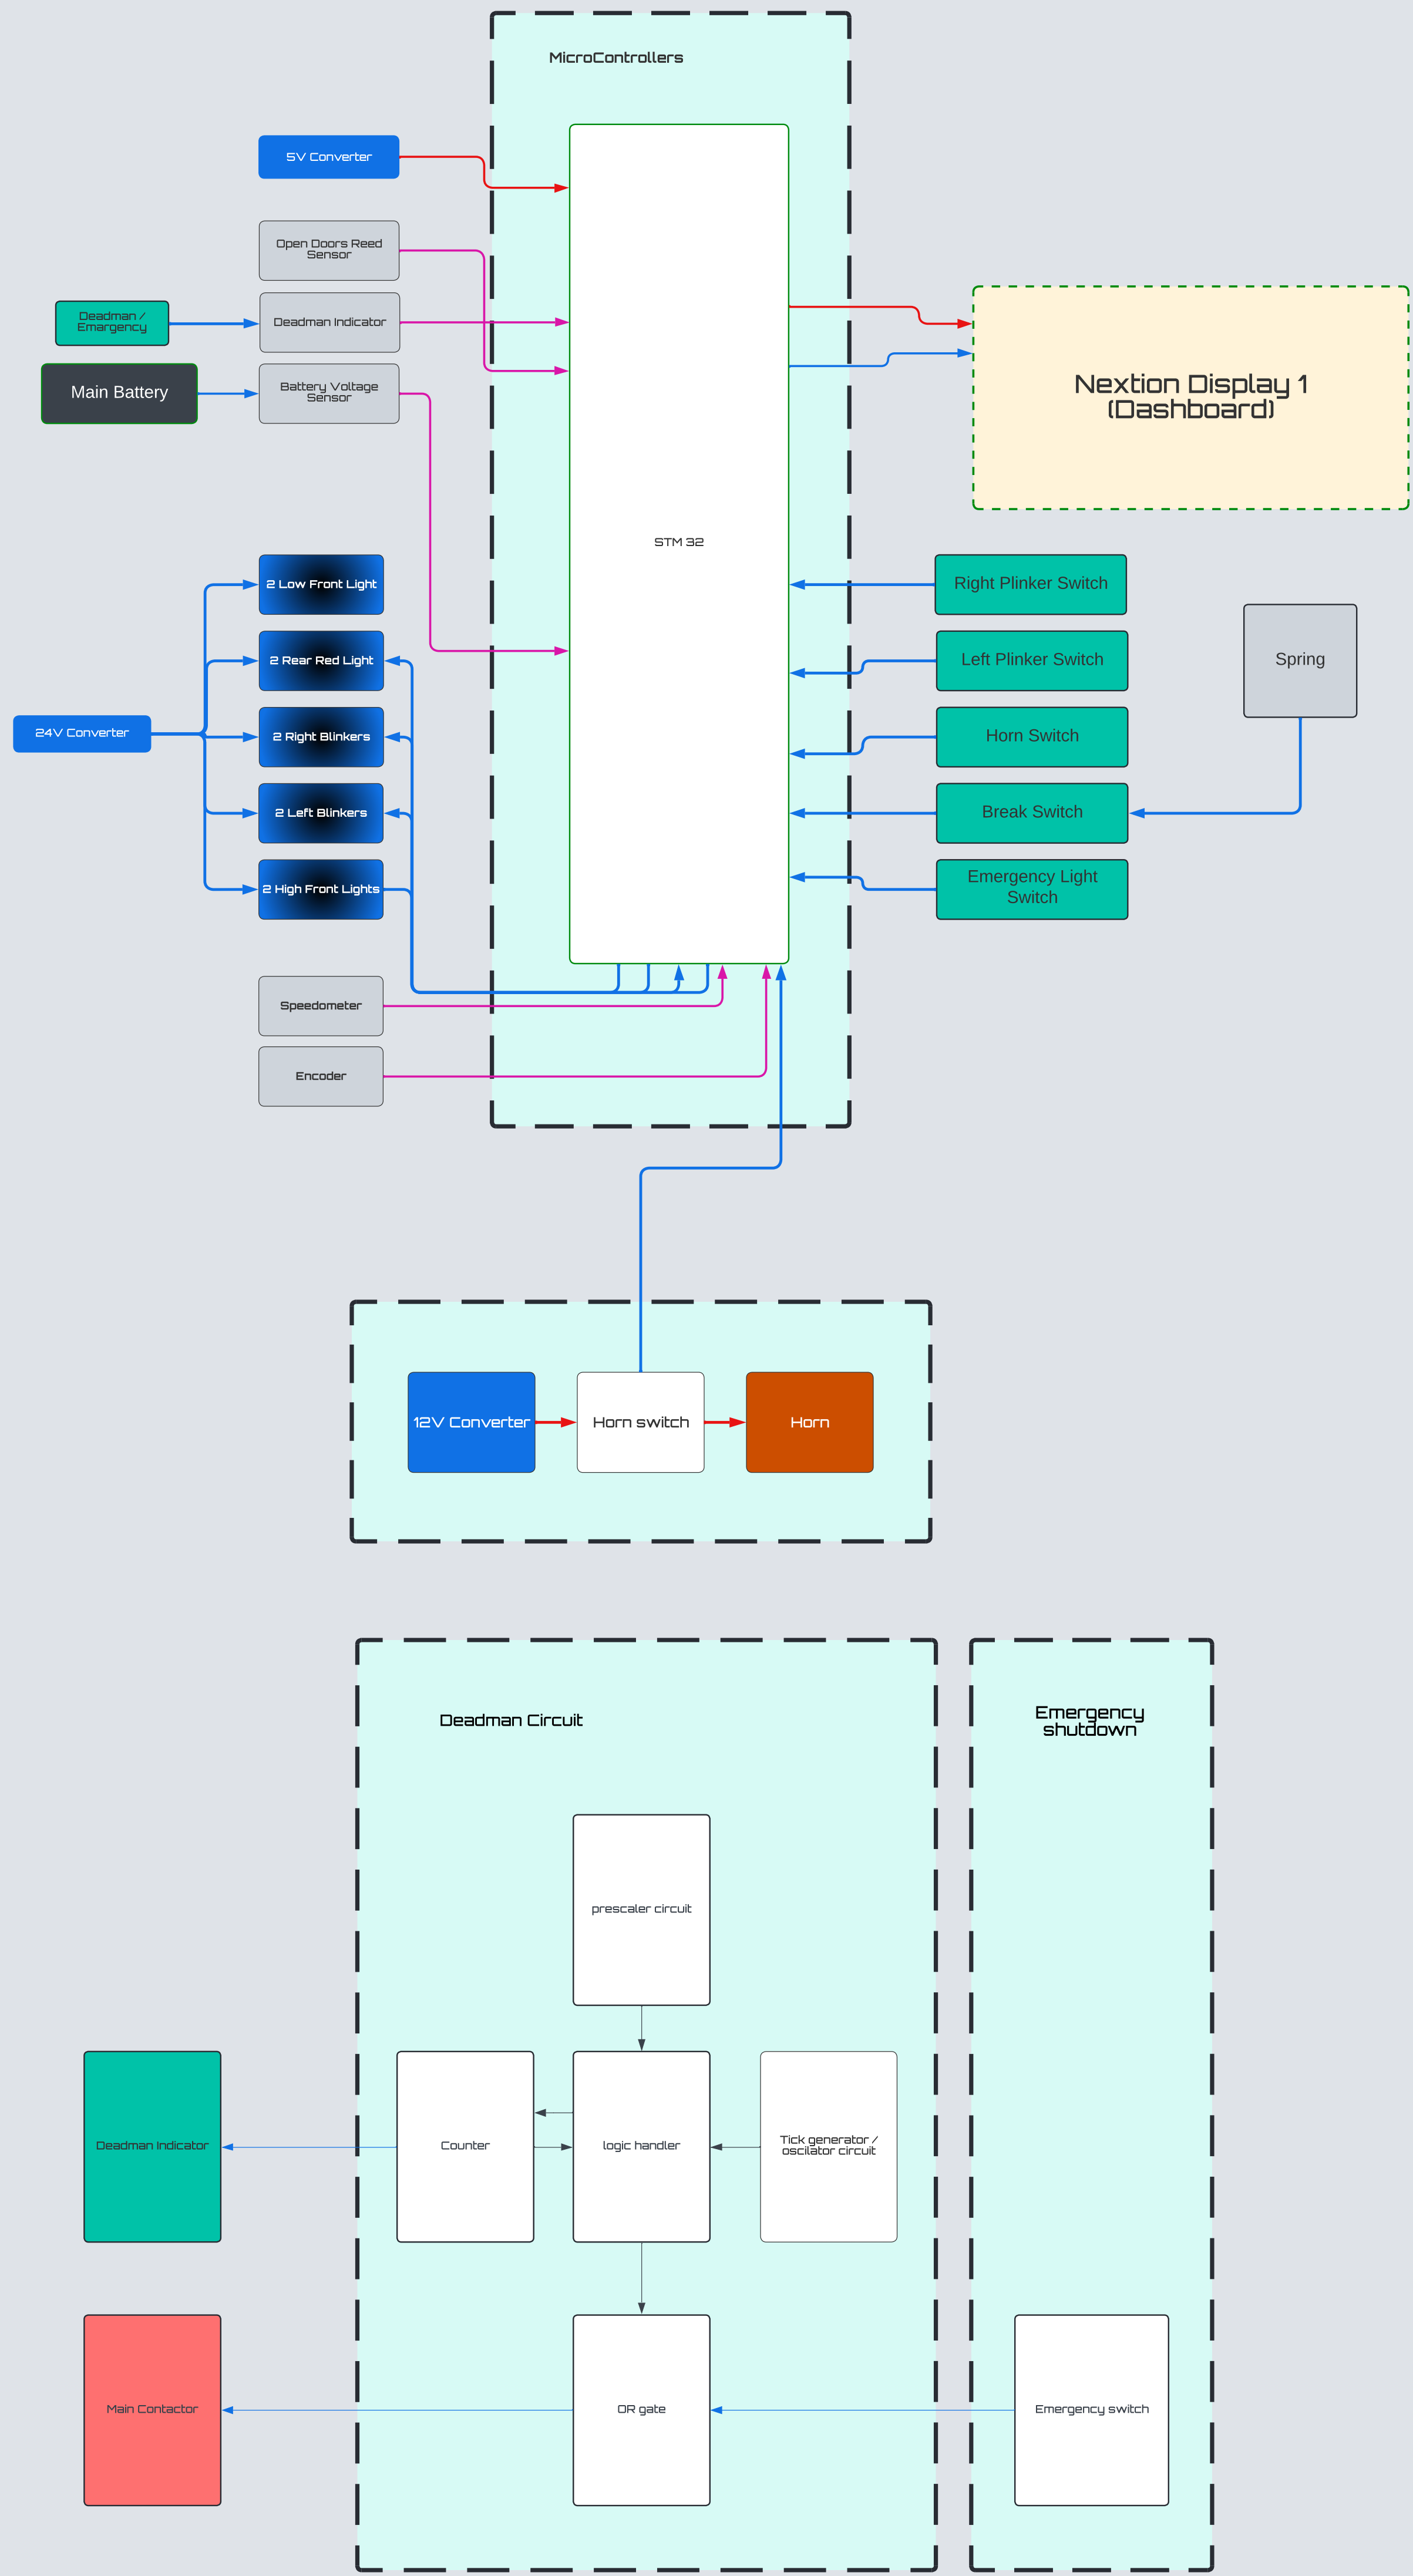 MicroControllers
5V Converter
Open Doors Reed
Sensor
Deadman /
Emargency
Deadman Indicator
Main Battery
Battery Voltage
Sensor
Nextion Display 1
(Dashboard)
STM 32
2 Low Front Light
2 Rear Red Light
24V Converter
2 Right Blinkers
2 Left Blinkers
2 High Front Lights
Right Plinker Switch
Left Plinker Switch
Spring
Horn Switch
Break Switch
Emergency Light
Switch
Speedometer
Encoder
12V Converter
Horn switch
Horn
Deadman Circuit
Emergency
shutdown
prescaler circuit
Deadman Indicator
Counter
logic handler
Tick generator /
oscilator circuit
Main Contactor
OR gate
Emergency switch